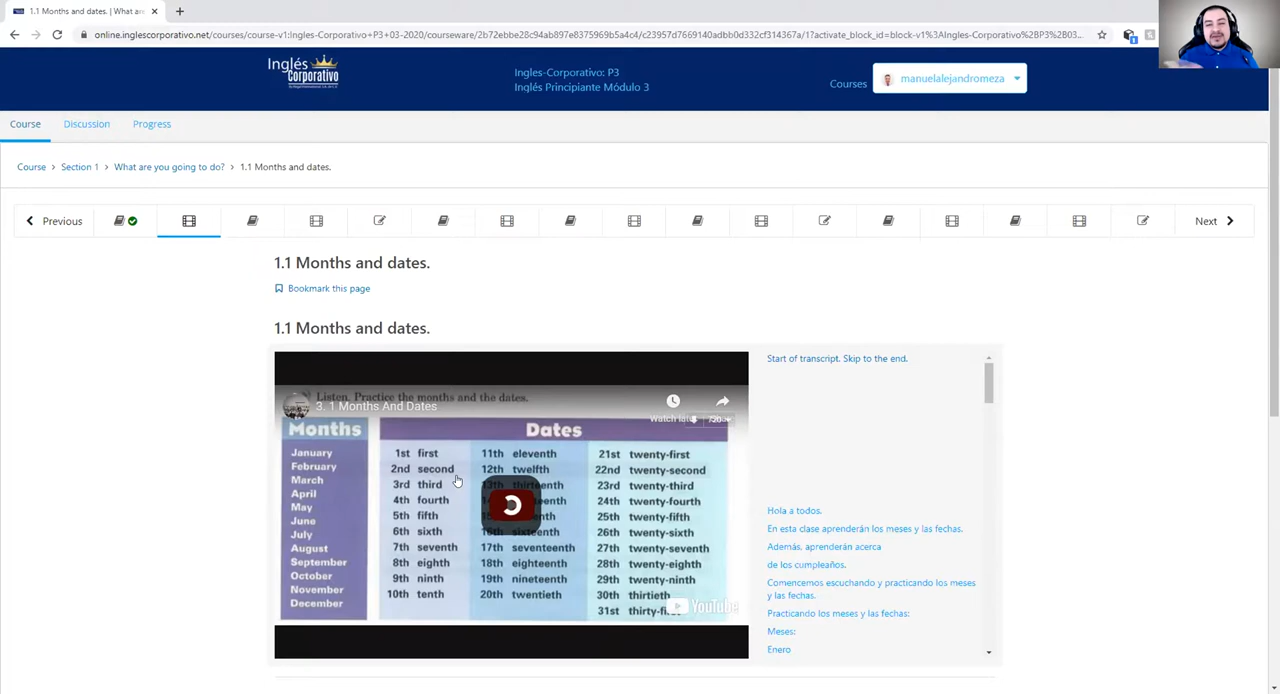 1.1 Months and dates. | What are
online.inglescorporativo.net/courses/course-v1:Ingles-Corporativo+P3+03-2020/courseware/2b72eb3bc94ab897e8375969b5a4c4/c23957d7669140adbb0d332cf314367a/1?activate_block_id=block-v1%3AIngles-Corporativo%2BP3%2B03...
Inglés
Corporativo
Ingles-Corporativo: P3
Inglés Principiante Módulo 3
Courses
manuelalejandromeza
Course
Discussion
Progress
Course > Section 1 > What are you going to do? > 1.1 Months and dates.
Previous
Next
1.1 Months and dates.
Bookmark this page
1.1 Months and dates.
Listen. Practice the months and the dates.
3. 1 Months And Dates
Watch later
720
Months
January
February
March
April
May
June
July
August
September
October
November
December
Dates
1st first
2nd second
3rd third
4th fourth
5th fifth
6th sixth
7th seventh
8th eighth
9th ninth
10th tenth
11th eleventh
12th twelfth
13th thirteenth
17th seventeenth
18th eighteenth
19th nineteenth
20th twentieth
21st twenty-first
22nd twenty-second
23rd twenty-third
24th twenty-fourth
25th twenty-fifth
26th twenty-sixth
27th twenty-seventh
28th twenty-eighth
29th twenty-ninth
30th thirtieth
31st thirty-first
YouTube
Start of transcript. Skip to the end.
Hola a todos.
En esta clase aprenderán los meses y las fechas.
Además, aprenderán acerca
de los cumpleaños.
Comencemos escuchando y practicando los meses
y las fechas.
Practicando los meses y las fechas:
Meses:
Enero